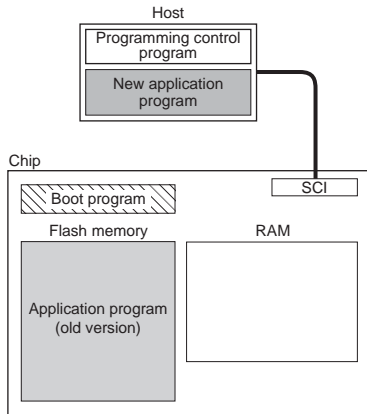 Host
Programming control
program
New application
program
Chip
SCI
Boot program
Flash memory
RAM
Application program
(old version)